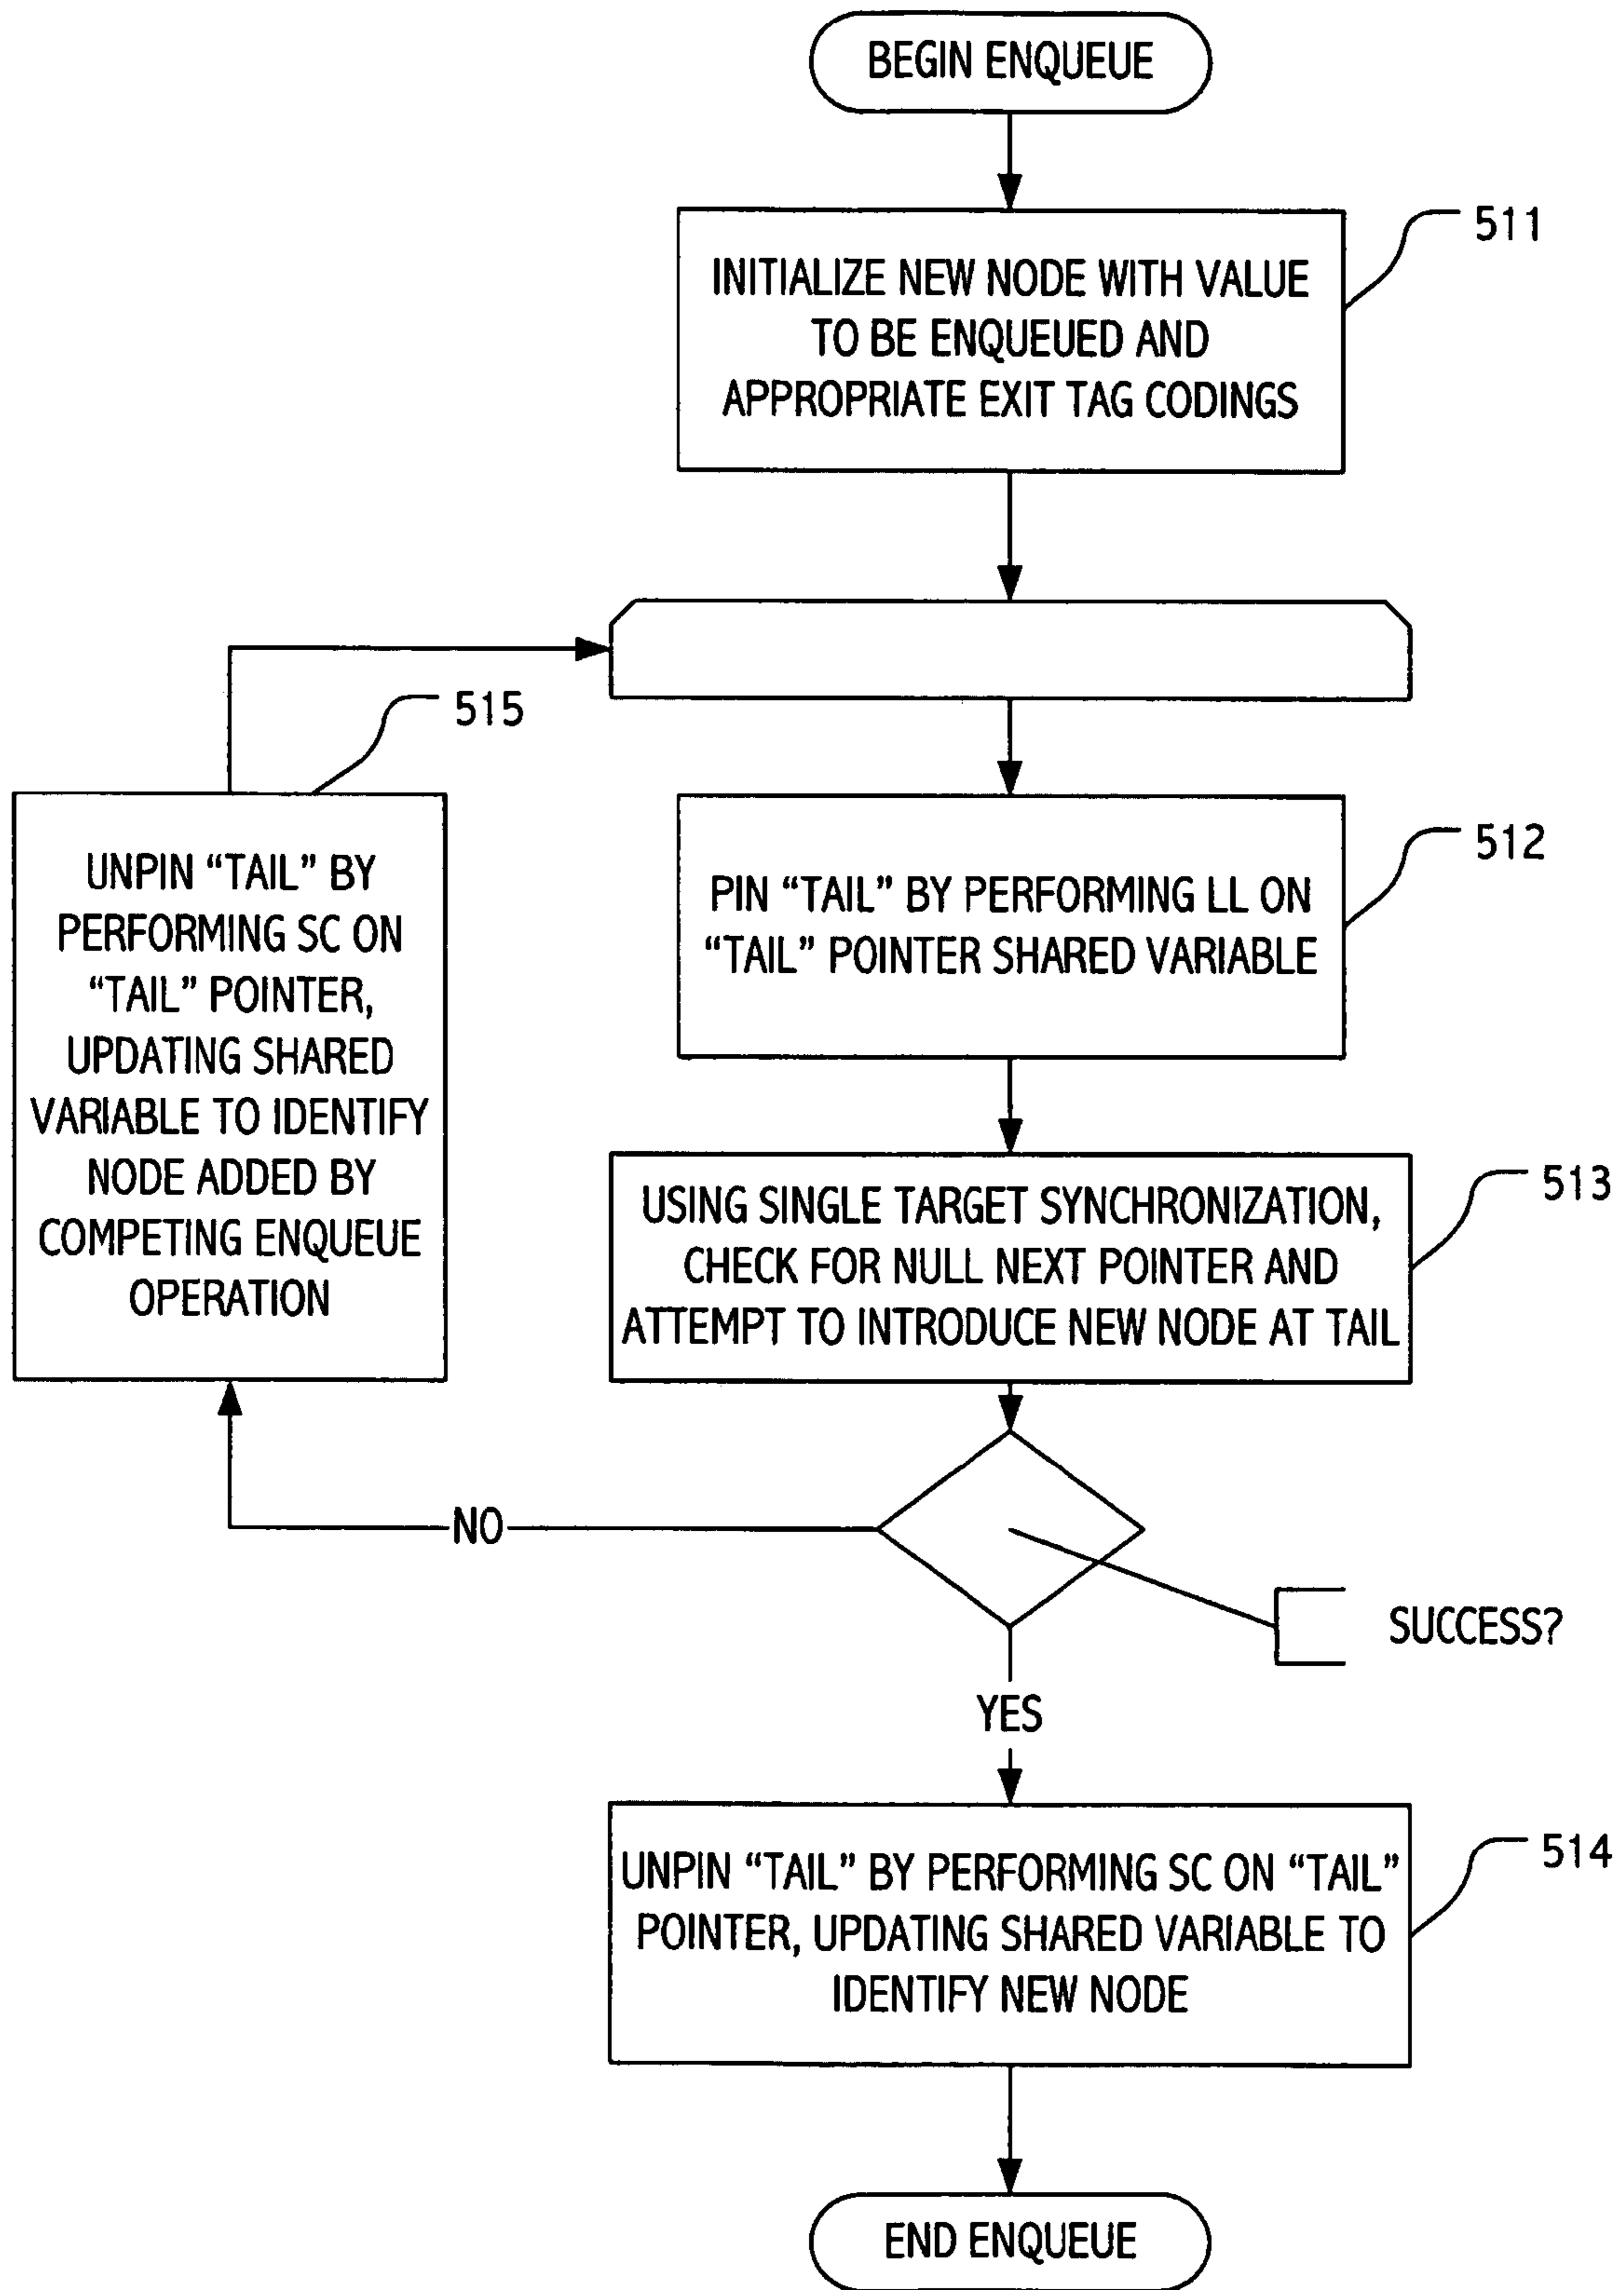 BEGIN ENQUEUE
511
INITIALIZE NEW NODE WITH VALUE
TO BE ENQUEUED AND
APPROPRIATE EXIT TAG CODINGS
515
UNPIN “TAIL” BY
PERFORMING SC ON
“TAIL” POINTER,
UPDATING SHARED
VARIABLE TO IDENTIFY
NODE ADDED BY
COMPETING ENQUEUE
OPERATION
512
PIN “TAIL” BY PERFORMING LL ON
“TAIL” POINTER SHARED VARIABLE
513
USING SINGLE TARGET SYNCHRONIZATION,
CHECK FOR NULL NEXT POINTER AND
ATTEMPT TO INTRODUCE NEW NODE AT TAIL
NO
SUCCESS?
YES
514
UNPIN “TAIL” BY PERFORMING SC ON “TAIL”
POINTER, UPDATING SHARED VARIABLE TO
IDENTIFY NEW NODE
END ENQUEUE